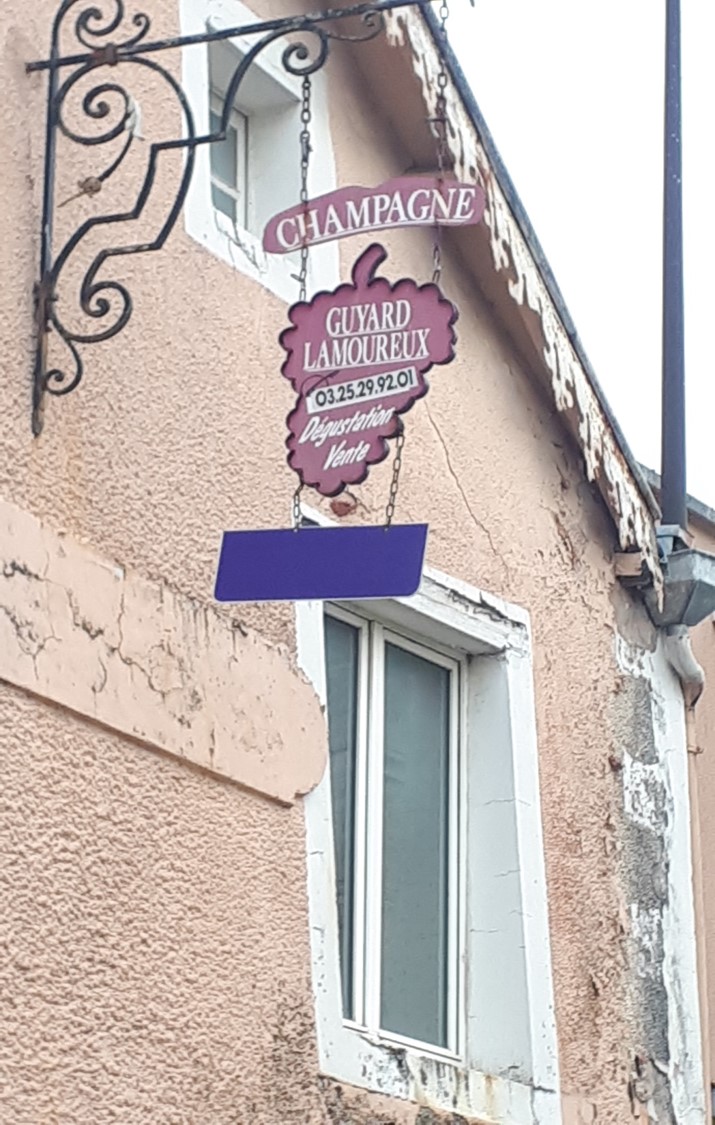 CHAMPAGNE
GUYARD
LAMOUREUX
03.25.29.92.01
Dégustation
Vente